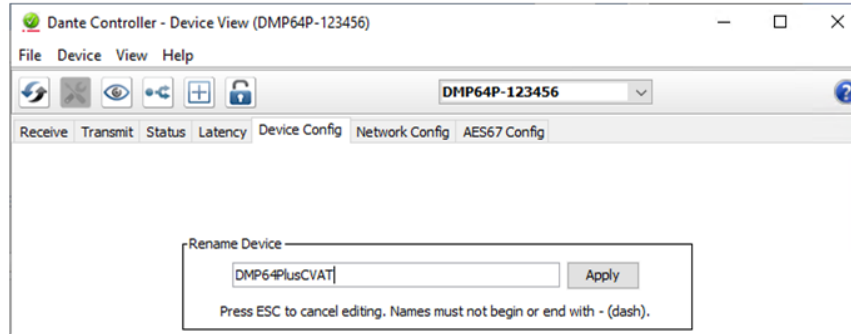 Dante Controller - Device View (DMP64P-123456)
File Device View Help
DMP64P-123456
Receive Transmit Status Latency Device Config Network Config AES67 Config
Rename Device
DMP64PlusCVAT
Apply
Press ESC to cancel editing. Names must not begin or end with - (dash).